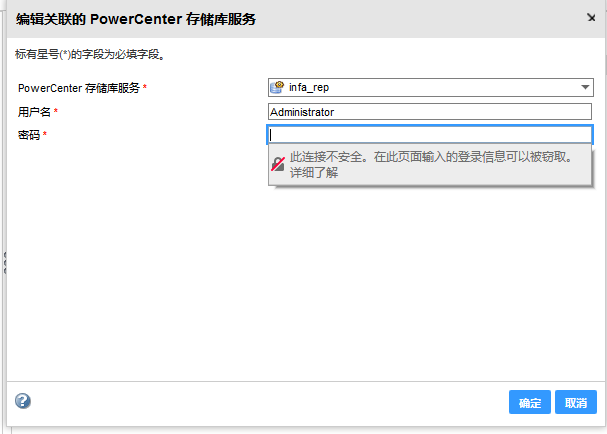 编辑关联的 PowerCenter 存储库服务
标有星号(*)的字段为必填字段。
PowerCenter 存储库服务 * infa_rep
用户名 * Administrator
密码 *
此连接不安全。在此页面输入的登录信息可以被窃取。
详细了解
确定 取消